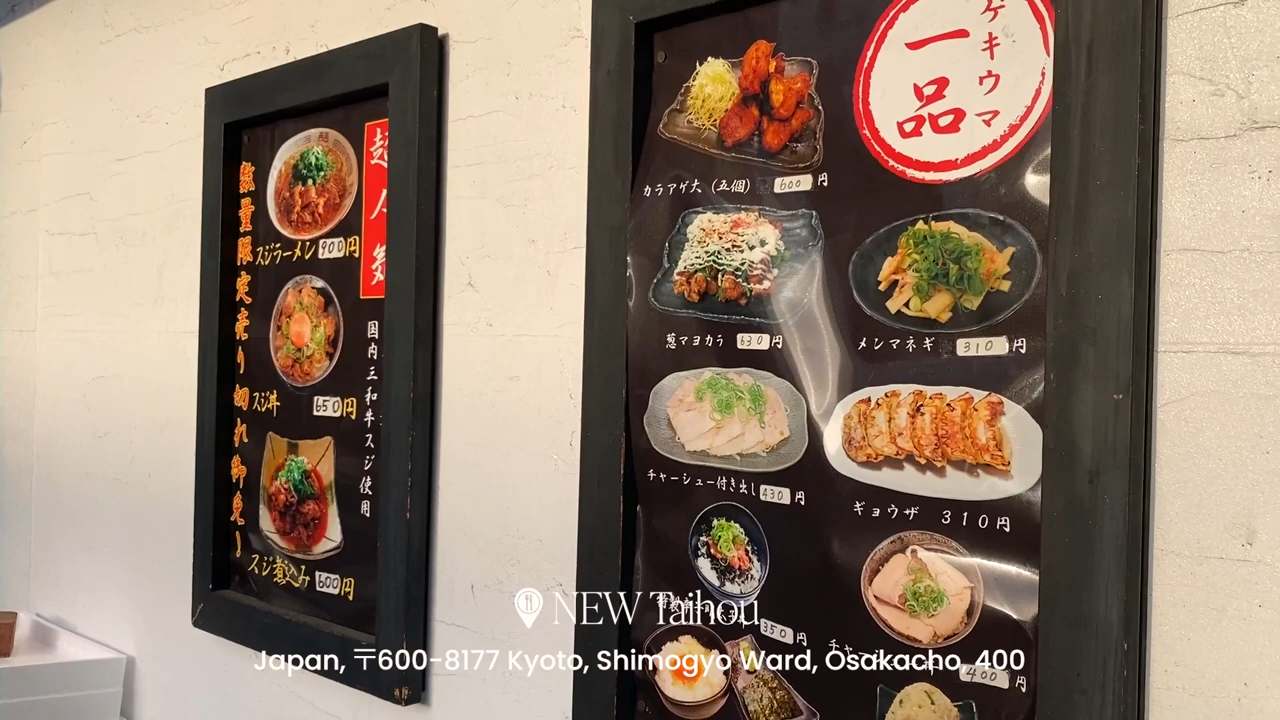 超人気
国内三和牛スジ使用
数量限定売り切れ御免!
スジラーメン 900円
スジ丼 650円
スジ煮込み 600円
ゲキウマ
一品
カラアゲ大(五個) 600円
葱マヨカラ 630円
メンマネギ 310円
チャーシュー付き出し 430円
ギョウザ 310円
350円
400円
NEW Taihou
Japan, 〒600-8177 Kyoto, Shimogyo Ward, Osakacho, 400